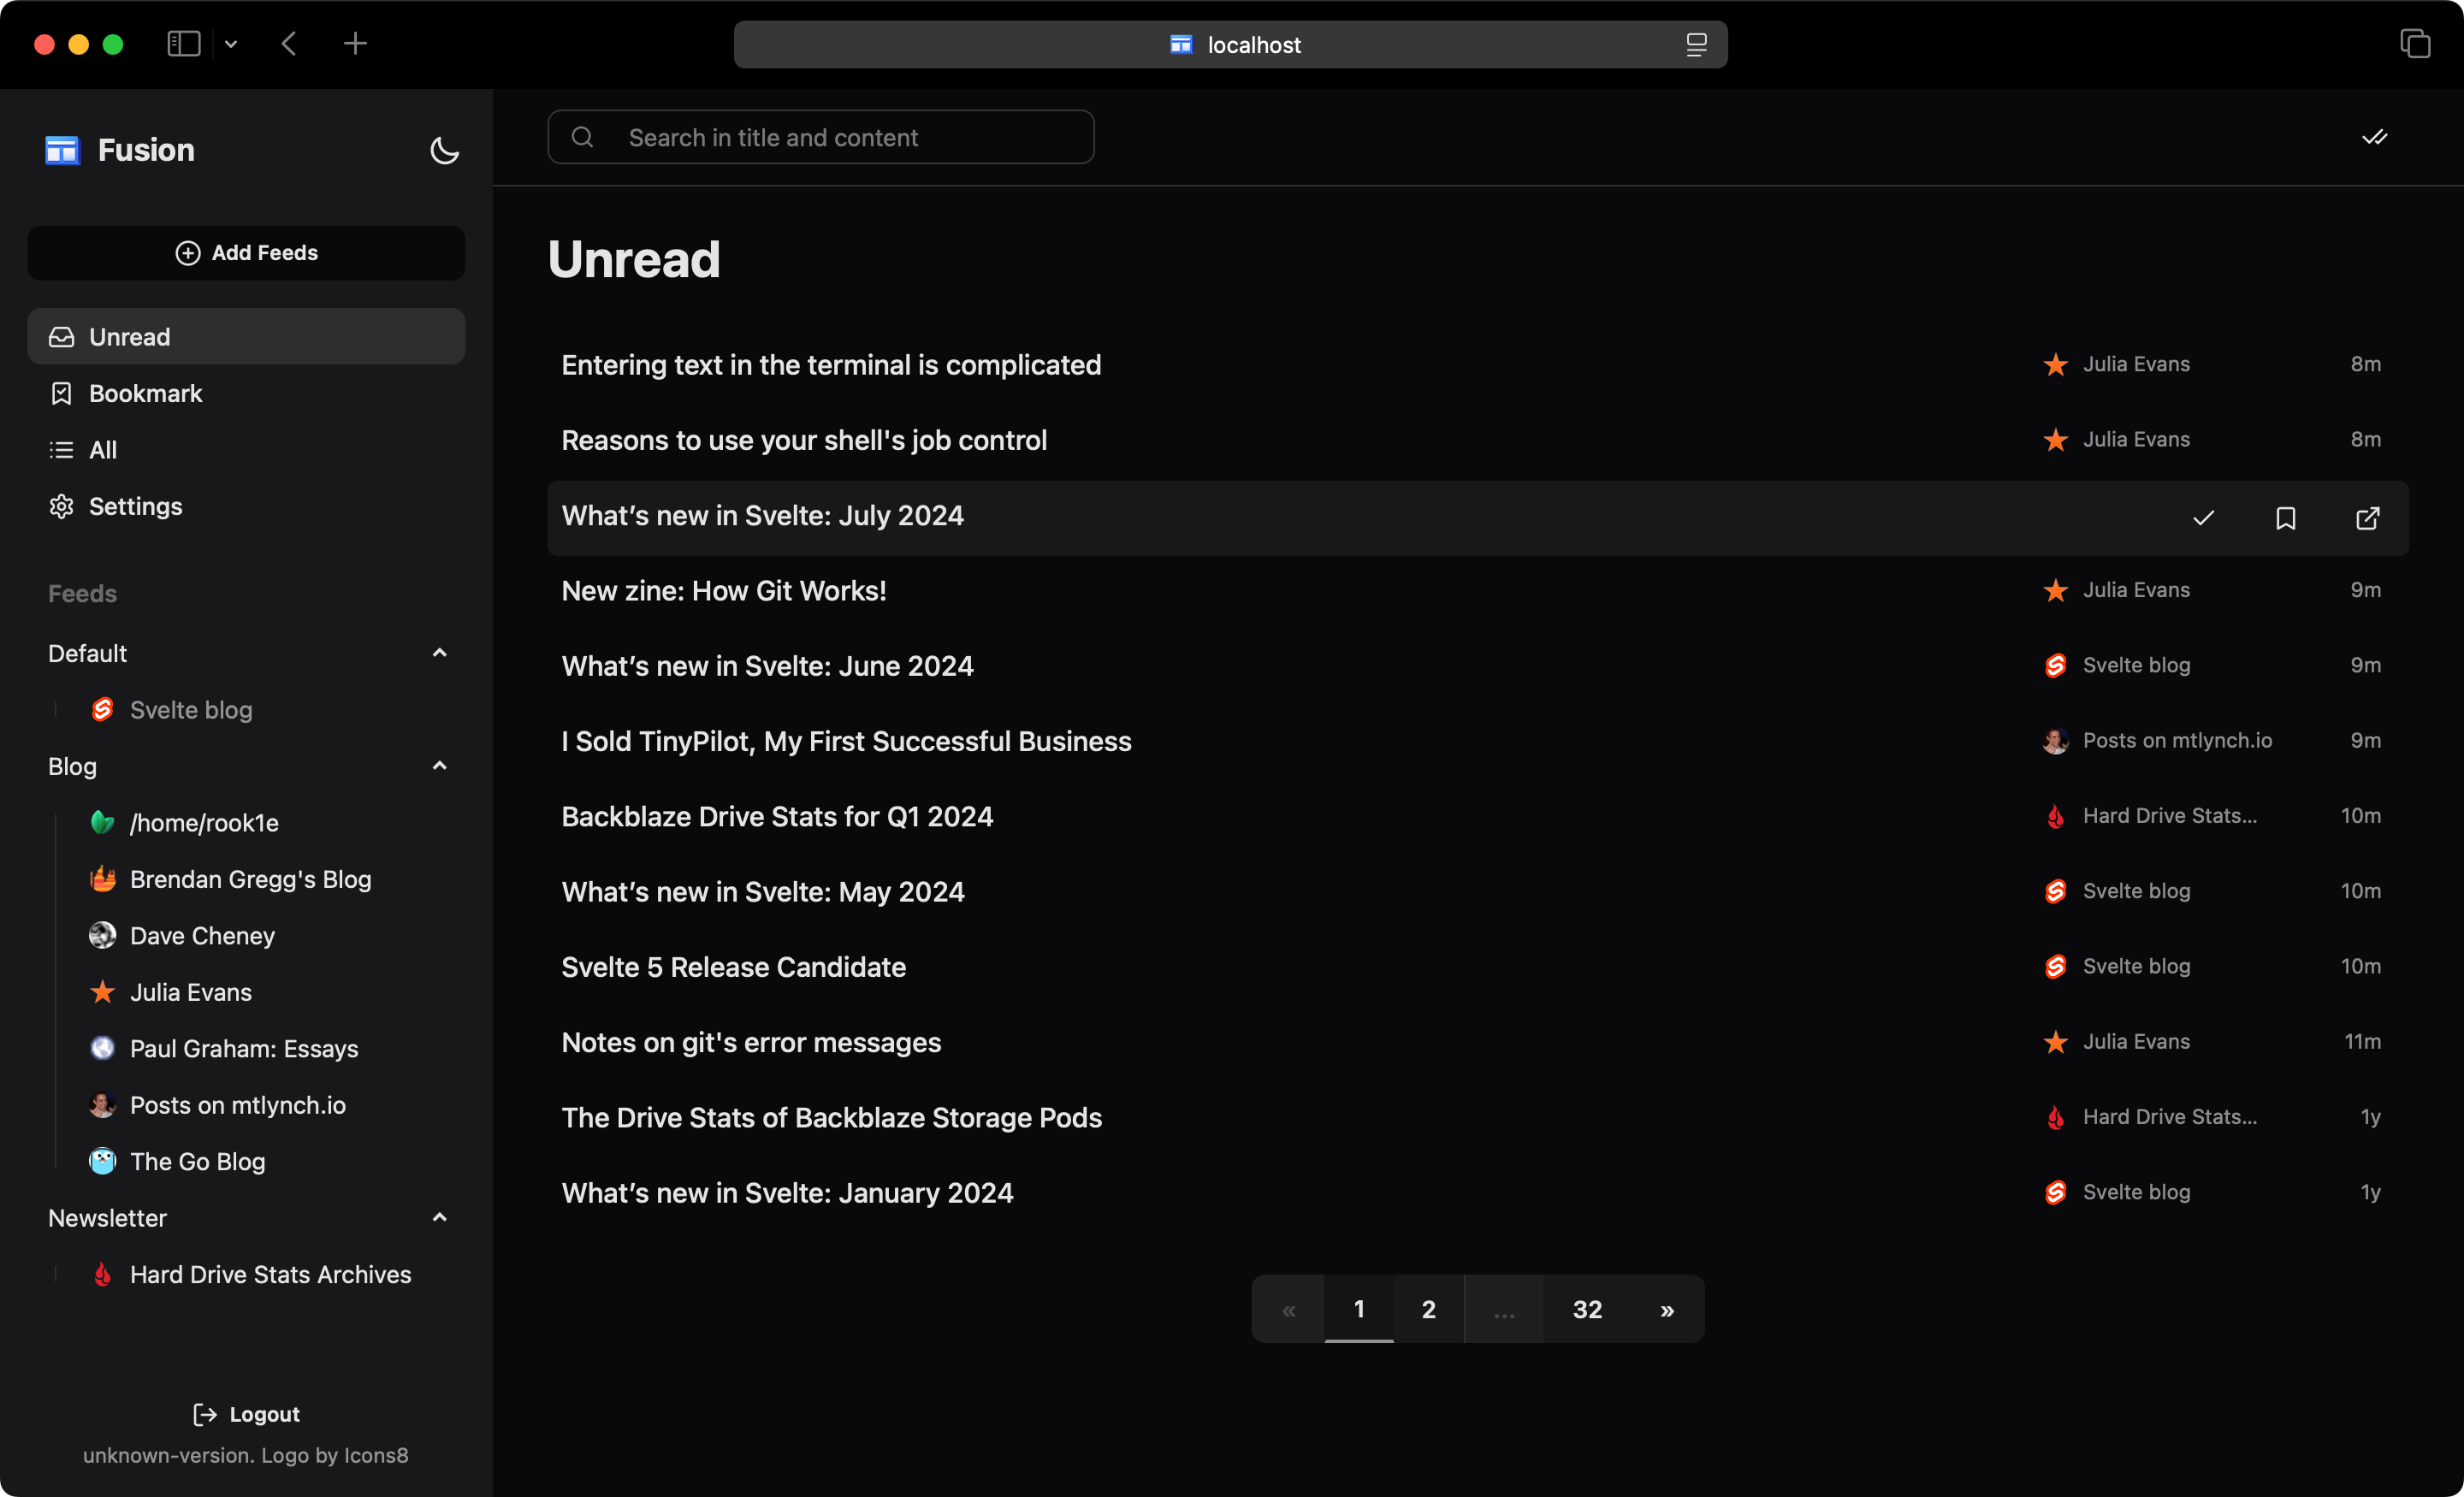 localhost
Fusion
Add Feeds
Unread
Bookmark
All
Settings
Feeds
Default
Svelte blog
Blog
/home/rook1e
Brendan Gregg's Blog
Dave Cheney
Julia Evans
Paul Graham: Essays
Posts on mtlynch.io
The Go Blog
Newsletter
Hard Drive Stats Archives
Logout
unknown-version. Logo by Icons8
Search in title and content
Unread
Entering text in the terminal is complicated Julia Evans 8m
Reasons to use your shell's job control Julia Evans 8m
What’s new in Svelte: July 2024
New zine: How Git Works! Julia Evans 9m
What’s new in Svelte: June 2024 Svelte blog 9m
I Sold TinyPilot, My First Successful Business Posts on mtlynch.io 9m
Backblaze Drive Stats for Q1 2024 Hard Drive Stats... 10m
What’s new in Svelte: May 2024 Svelte blog 10m
Svelte 5 Release Candidate Svelte blog 10m
Notes on git's error messages Julia Evans 11m
The Drive Stats of Backblaze Storage Pods Hard Drive Stats... 1y
What’s new in Svelte: January 2024 Svelte blog 1y
« 1 2 ... 32 »